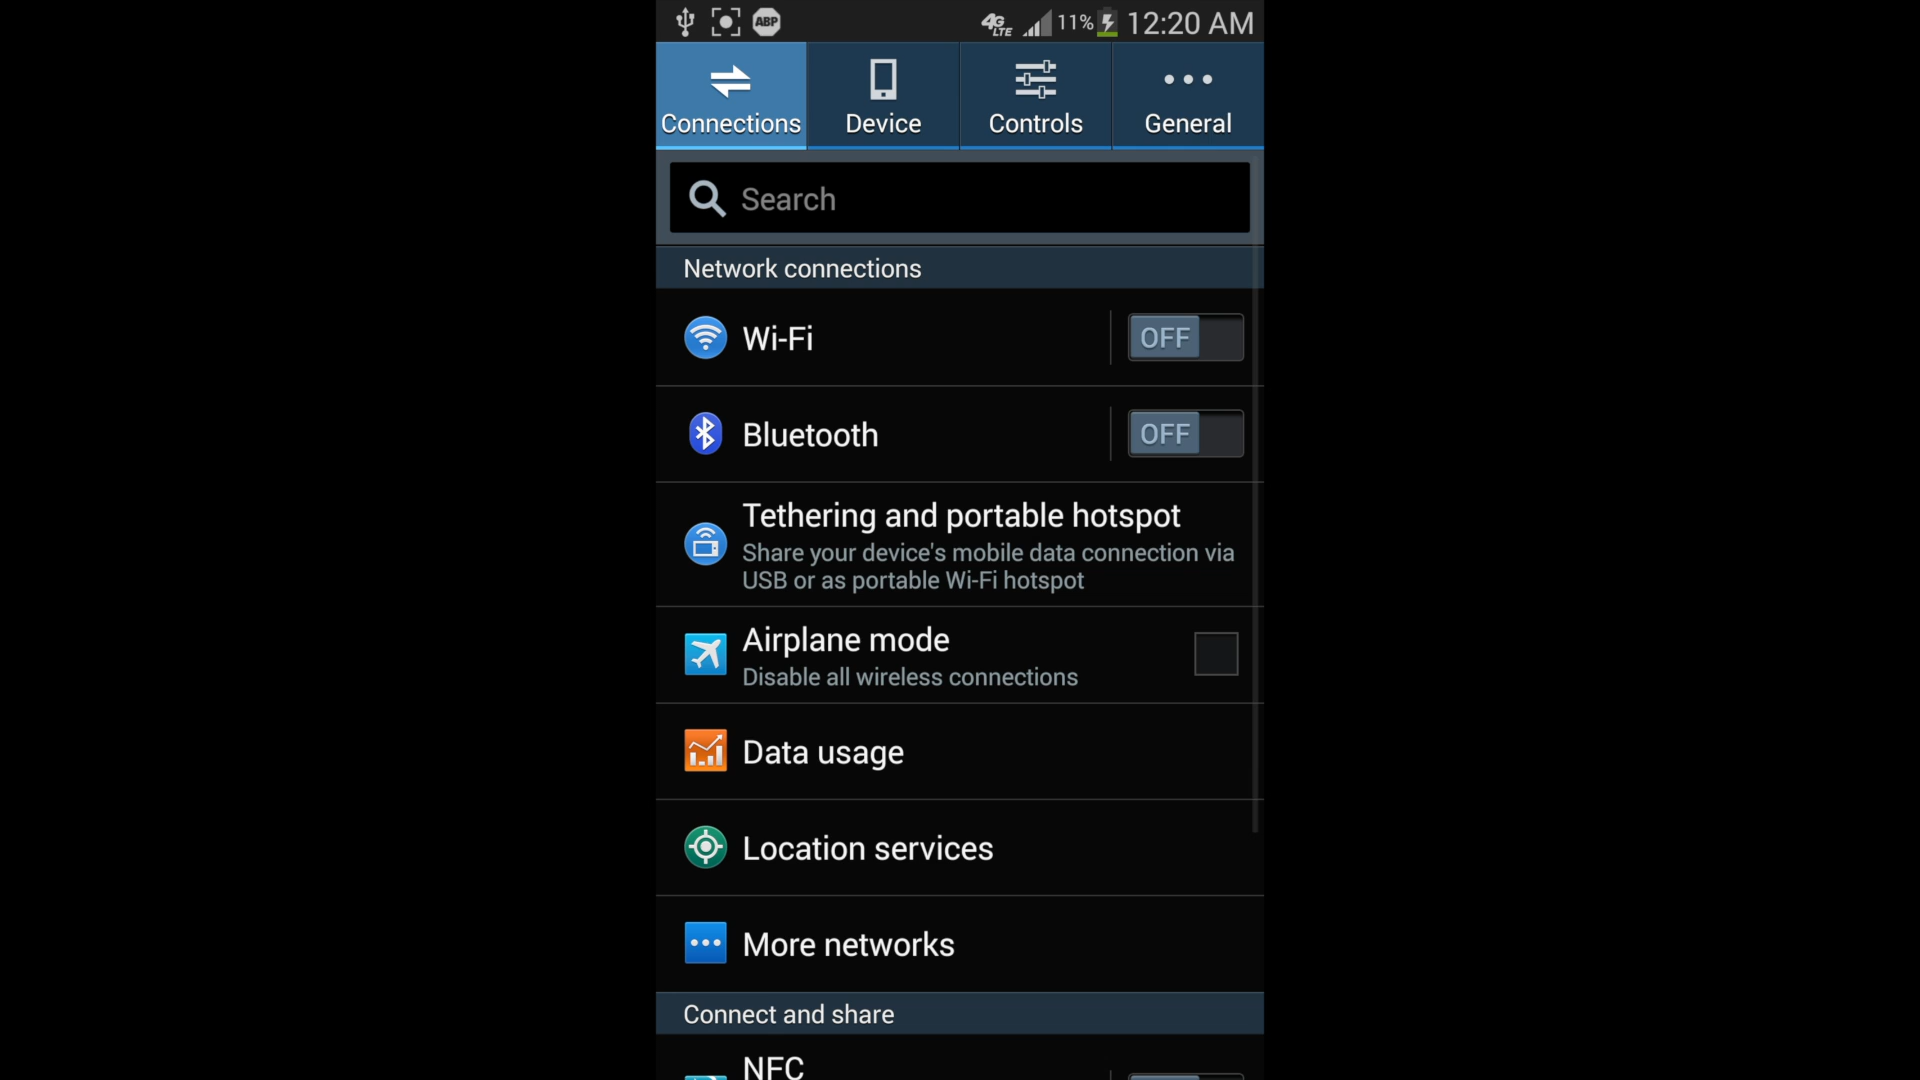 ABP 4G LTE 11% 12:20 AM
Connections Device Controls General
Search
Network connections
Wi-Fi OFF
Bluetooth OFF
Tethering and portable hotspot
Share your device's mobile data connection via
USB or as portable Wi-Fi hotspot
Airplane mode
Disable all wireless connections
Data usage
Location services
More networks
Connect and share
NFC